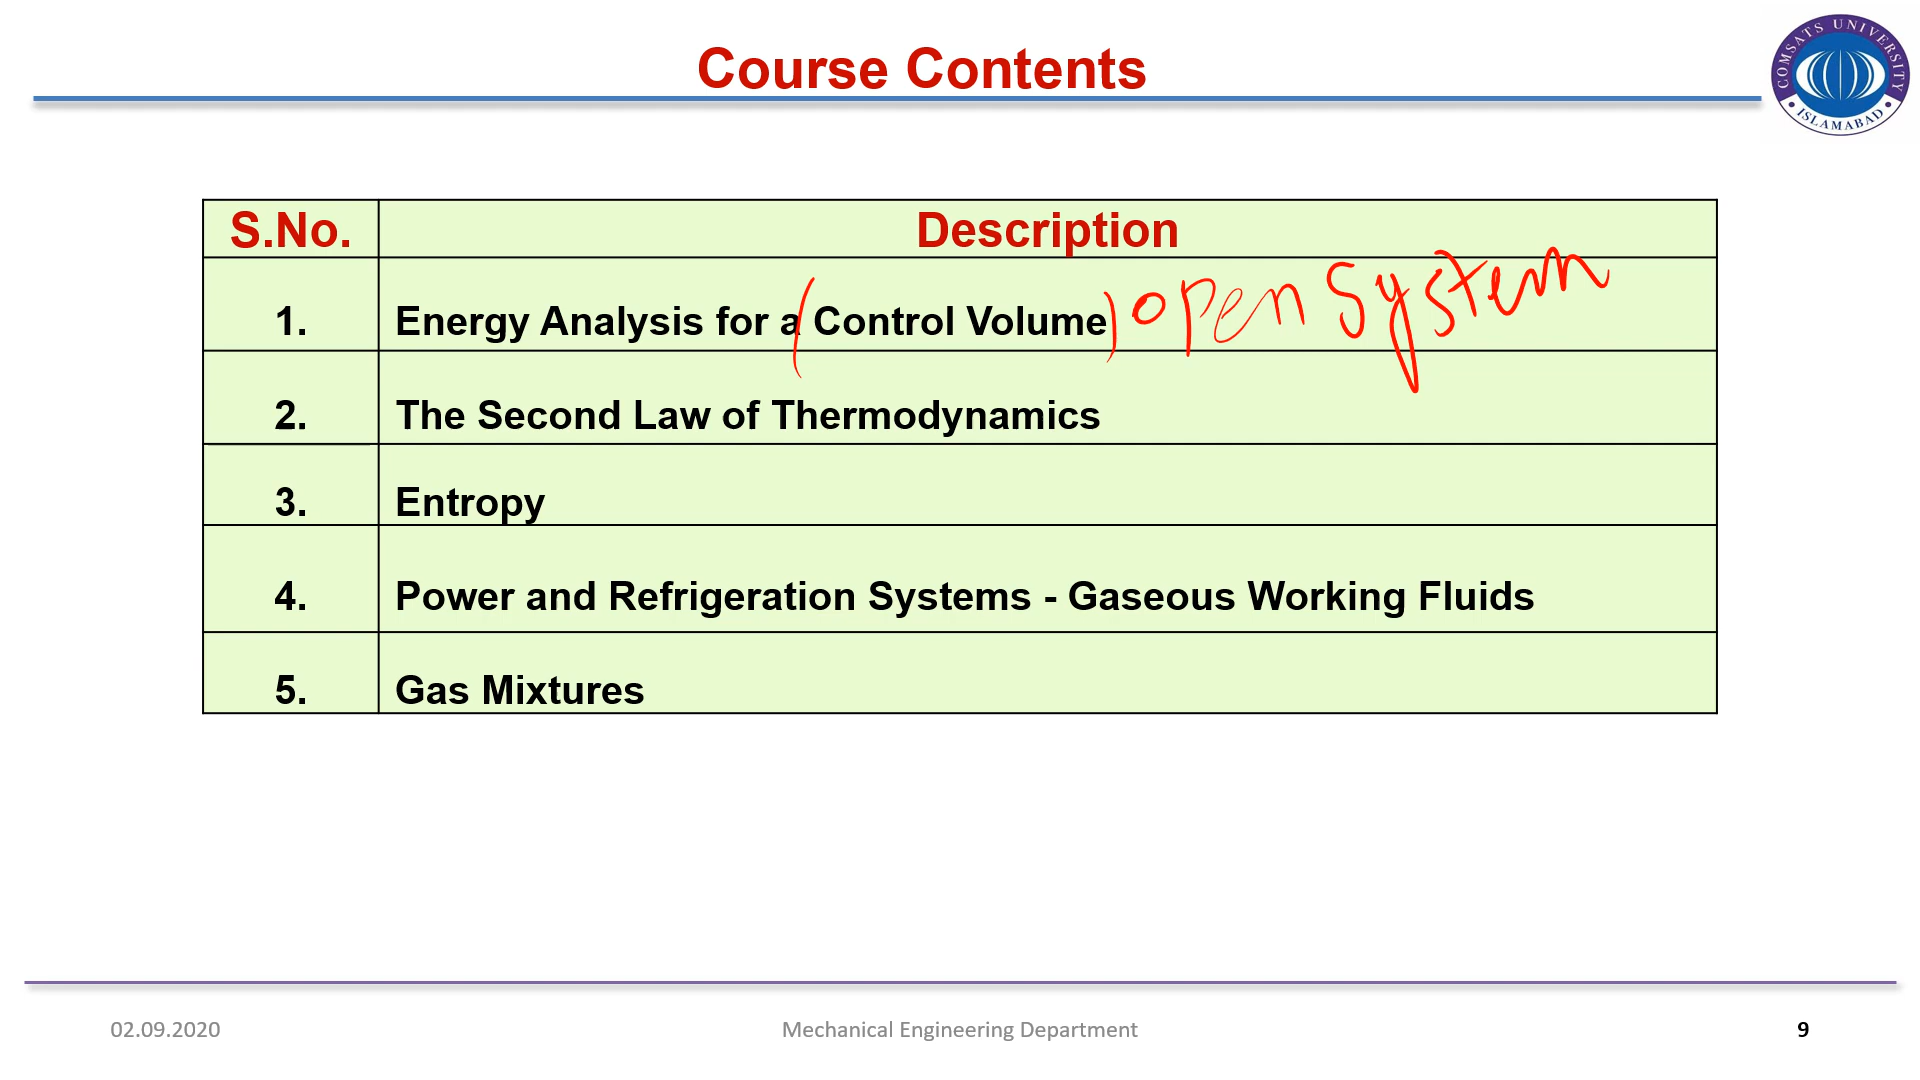 Course Contents
COMSATS UNIVERSITY
ISLAMABAD
S.No. Description
1. Energy Analysis for a (Control Volume) open System
2. The Second Law of Thermodynamics
3. Entropy
4. Power and Refrigeration Systems - Gaseous Working Fluids
5. Gas Mixtures
02.09.2020 Mechanical Engineering Department 9